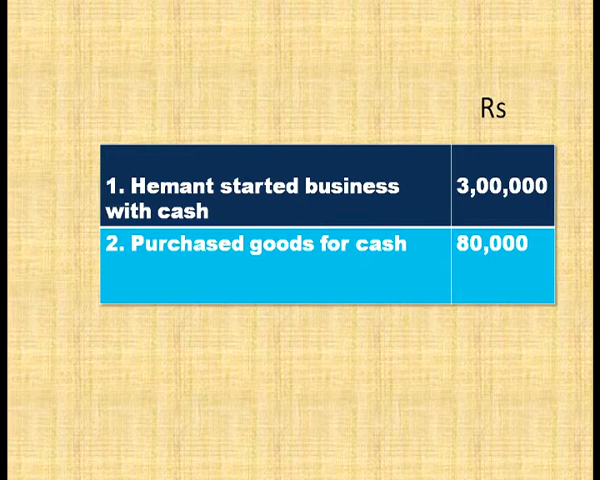 Rs
1. Hemant started business 3,00,000
with cash
2. Purchased goods for cash 80,000